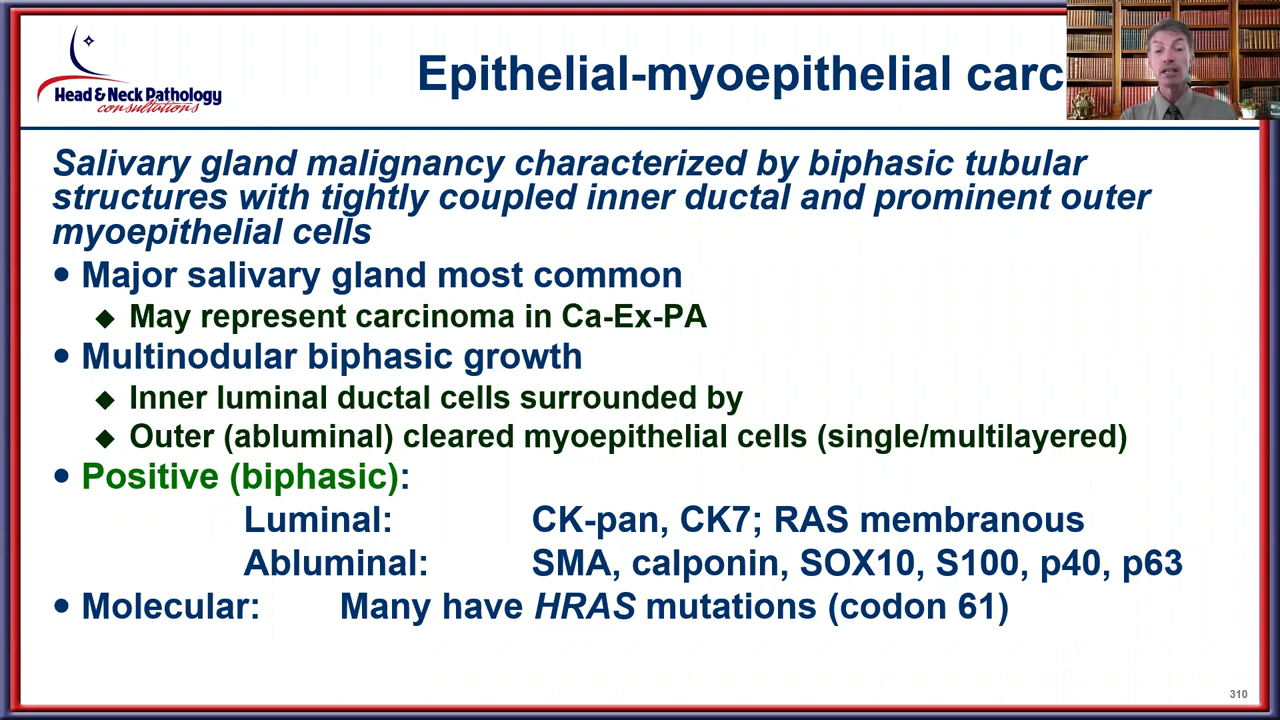 Head & Neck Pathology
consultations
Epithelial-myoepithelial carc
Salivary gland malignancy characterized by biphasic tubular
structures with tightly coupled inner ductal and prominent outer
myoepithelial cells
• Major salivary gland most common
◆ May represent carcinoma in Ca-Ex-PA
• Multinodular biphasic growth
◆ Inner luminal ductal cells surrounded by
◆ Outer (abluminal) cleared myoepithelial cells (single/multilayered)
• Positive (biphasic):
Luminal: CK-pan, CK7; RAS membranous
Abluminal: SMA, calponin, SOX10, S100, p40, p63
• Molecular: Many have HRAS mutations (codon 61)
310